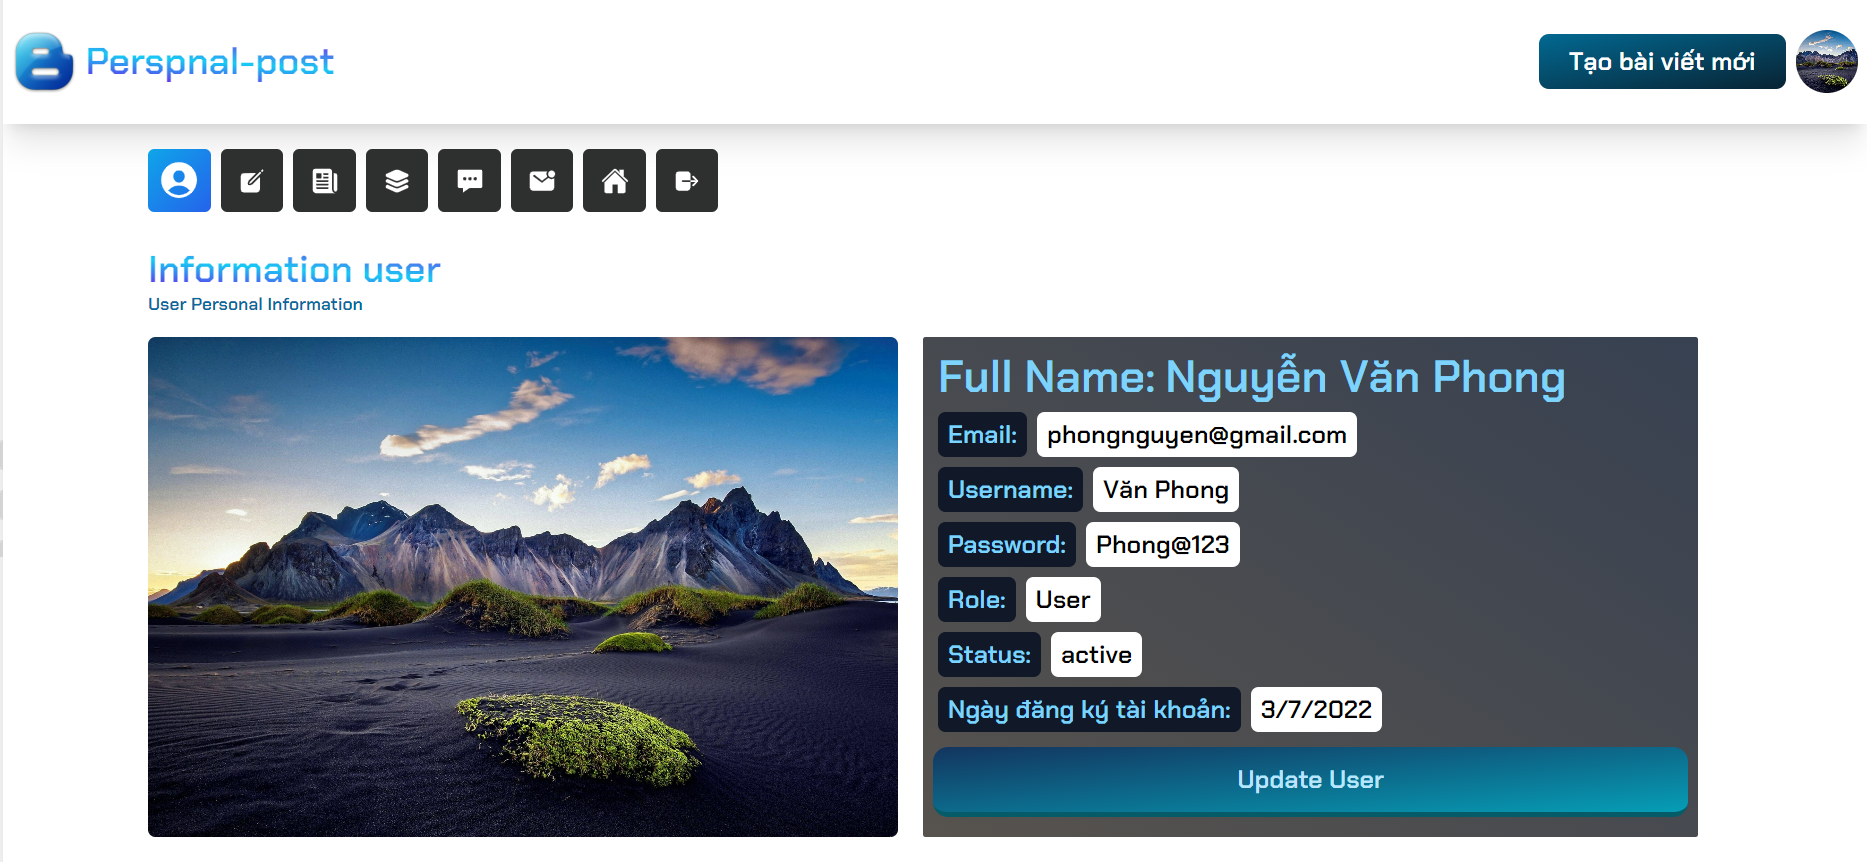 Perspnal-post
Tạo bài viết mới
Information user
User Personal Information
Full Name: Nguyễn Văn Phong
Email: phongnguyen@gmail.com
Username: Văn Phong
Password: Phong@123
Role: User
Status: active
Ngày đăng ký tài khoản: 3/7/2022
Update User